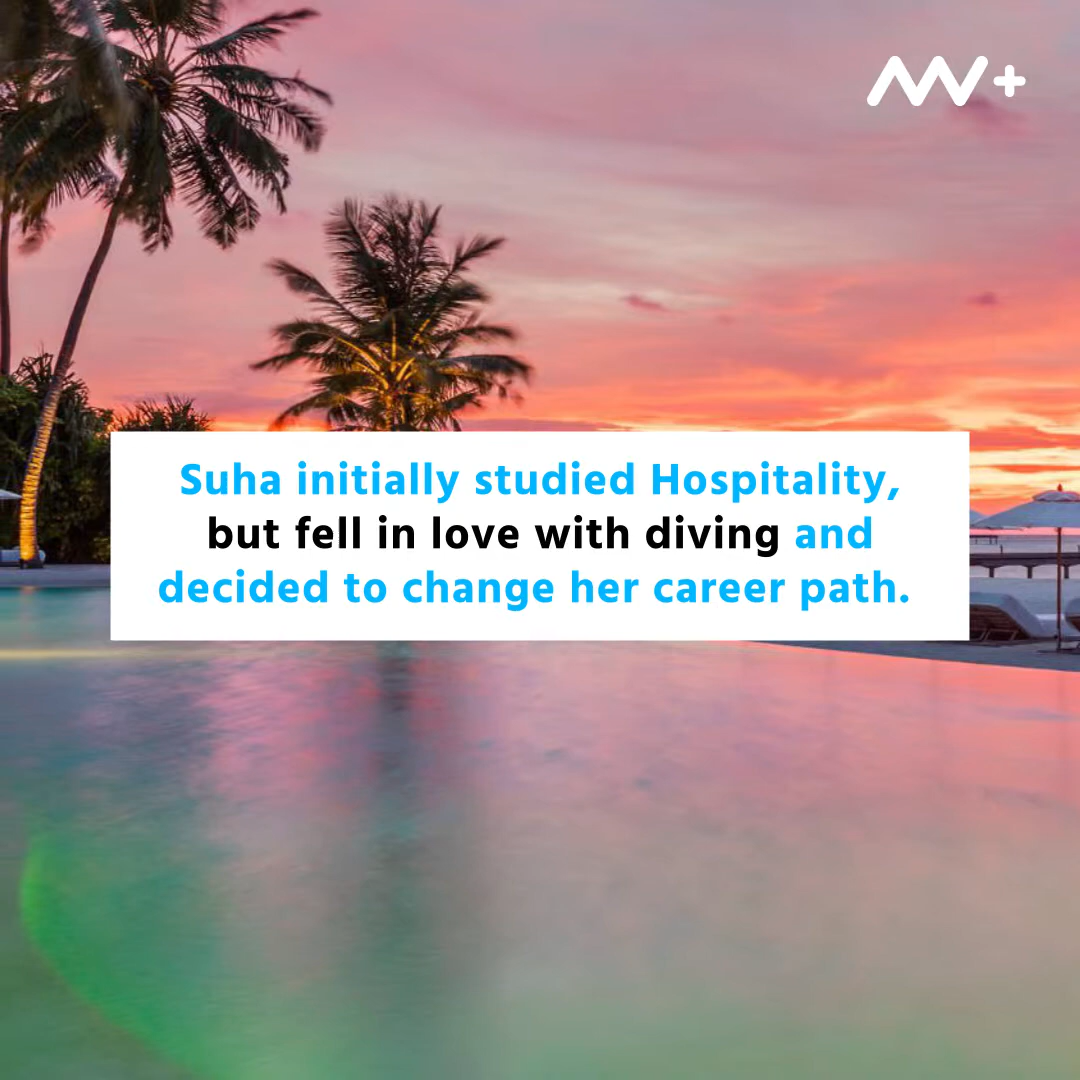 Suha initially studied Hospitality,
but fell in love with diving and
decided to change her career path.